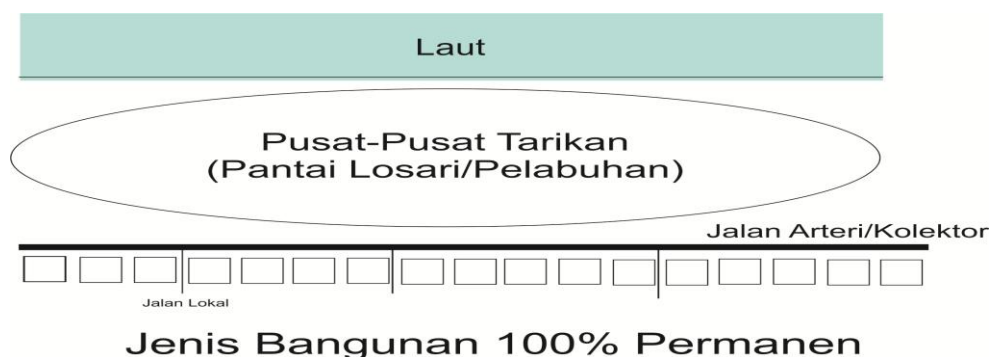 Laut
Pusat-Pusat Tarikan
(Pantai Losari/Pelabuhan)
Jalan Arteri/Kolektor
Jalan Lokal
Jenis Bangunan 100% Permanen